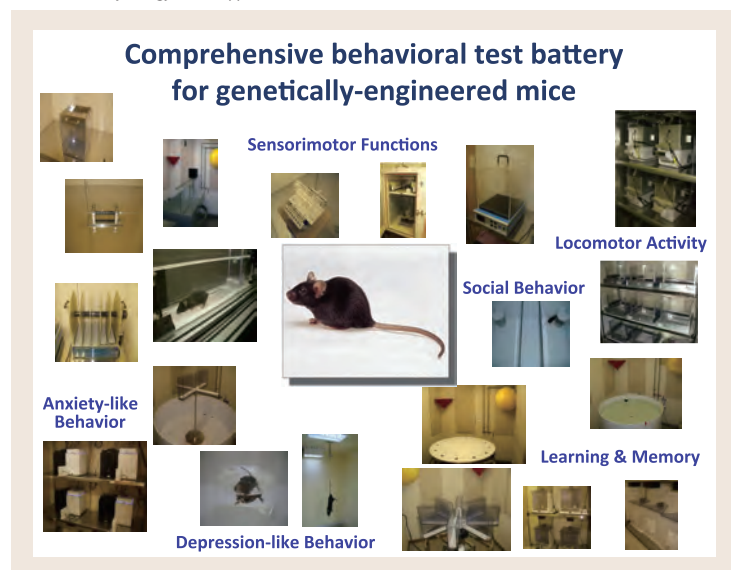 Comprehensive behavioral test battery
for genetically-engineered mice
Sensorimotor Functions
Locomotor Activity
Social Behavior
Anxiety-like
Behavior
Learning & Memory
Depression-like Behavior